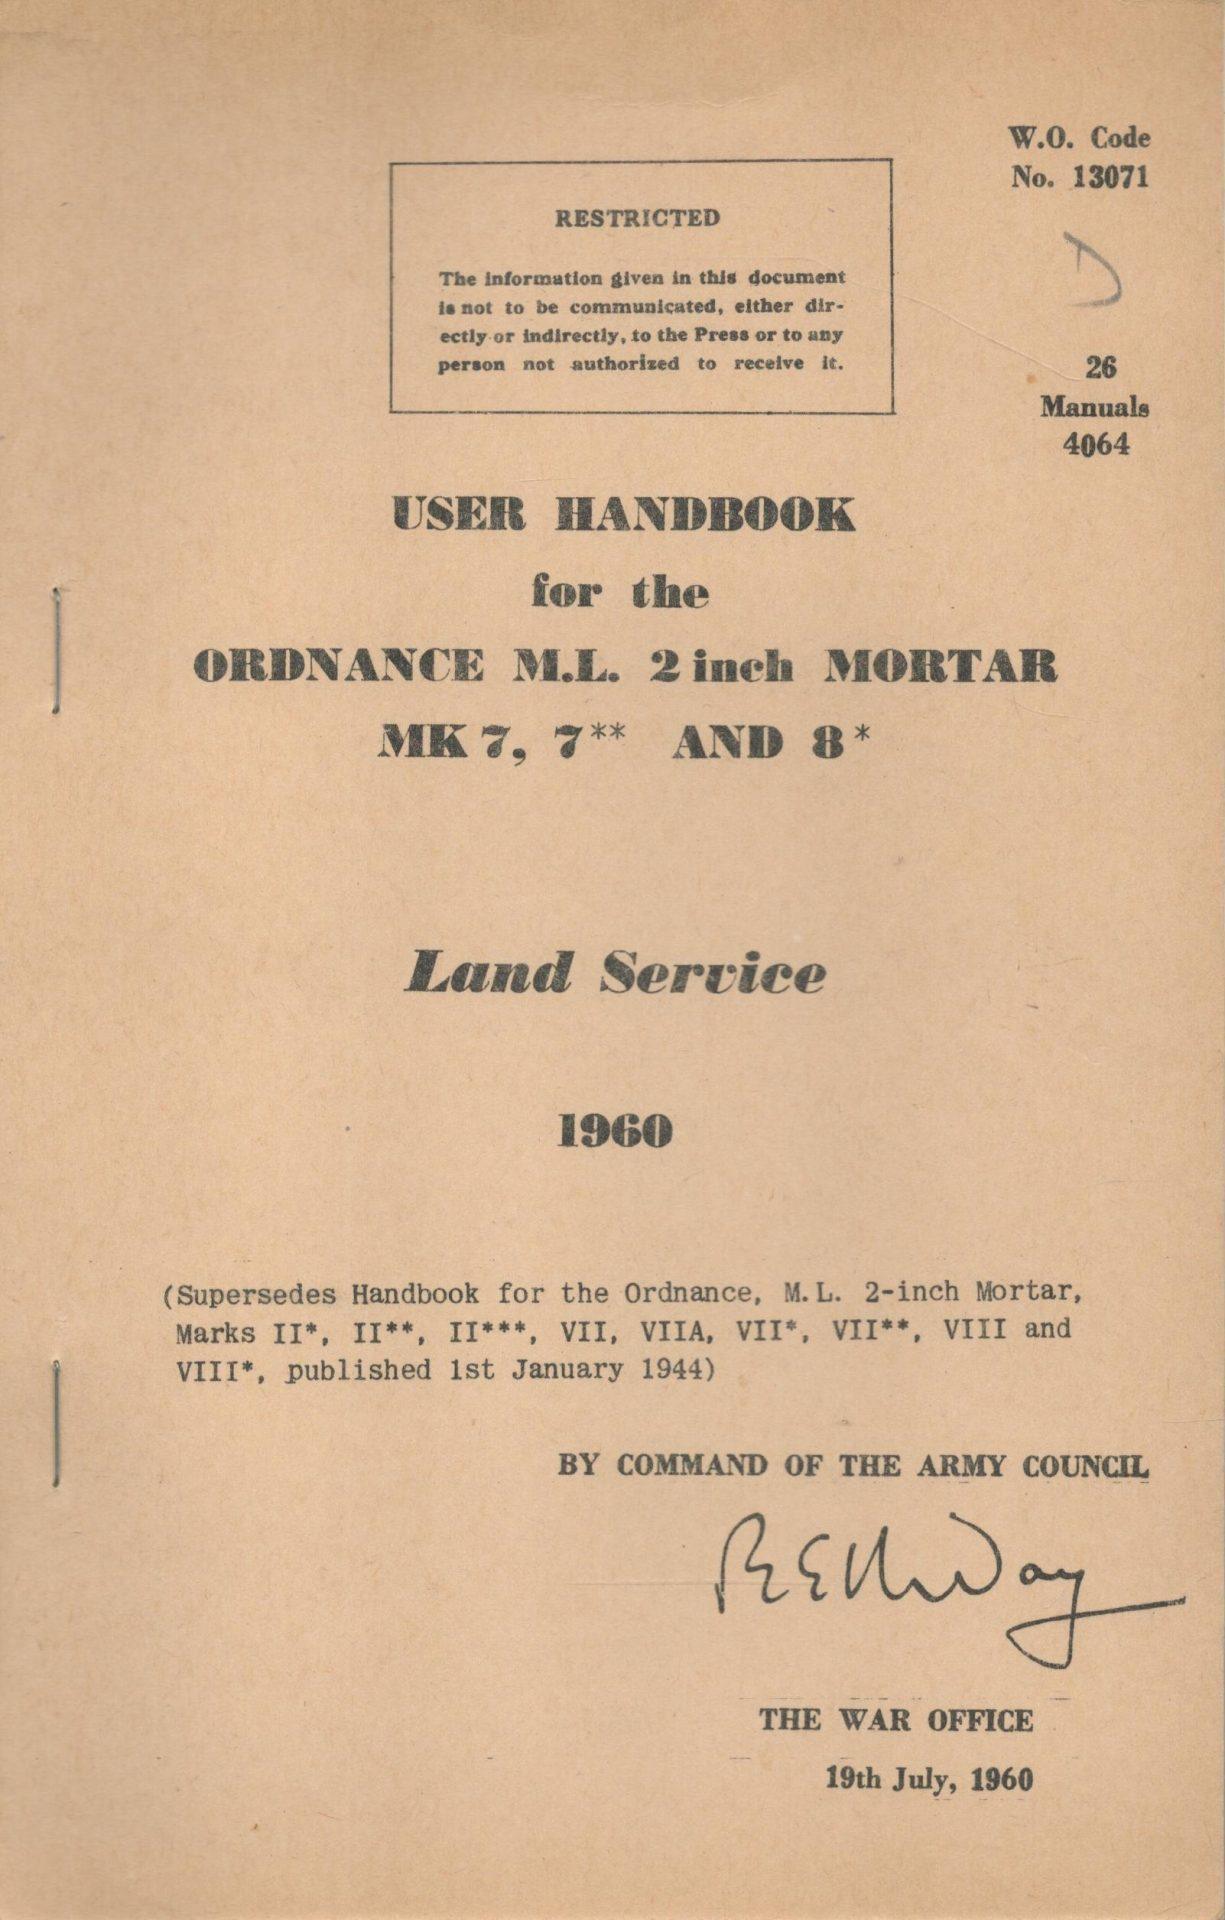 W.O. Code
No. 13071
RESTRICTED
The information given in this document
is not to be communicated, either dir-
ectly or indirectly, to the Press or to any
person not authorized to receive it.
D
26
Manuals
4064
USER HANDBOOK
for the
ORDNANCE M.L. 2 inch MORTAR
MK 7, 7** AND 8*
Land Service
1960
(Supersedes Handbook for the Ordnance, M.L. 2-inch Mortar,
Marks II*, II**, II***, VII, VIIA, VII*, VII**, VIII and
VIII*, published 1st January 1944)
BY COMMAND OF THE ARMY COUNCIL
THE WAR OFFICE
19th July, 1960